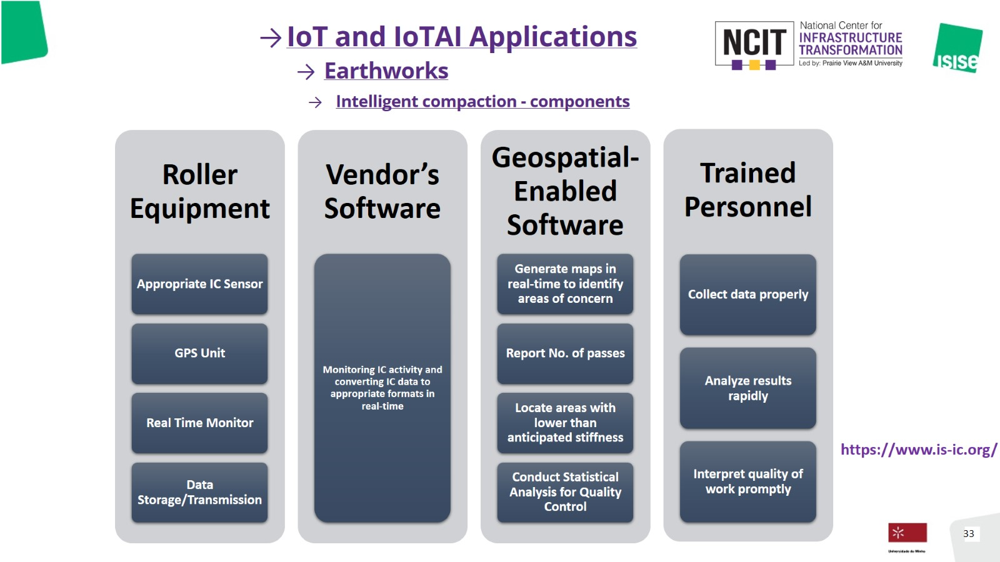 → IoT and IoTAI Applications
→ Earthworks
→ Intelligent compaction - components
NCIT
National Center for
INFRASTRUCTURE
TRANSFORMATION
Led by: Prairie View A&M University
ISISE
Roller
Equipment
Appropriate IC Sensor
GPS Unit
Real Time Monitor
Data
Storage/Transmission
Vendor’s
Software
Monitoring IC activity and
converting IC data to
appropriate formats in
real-time
Geospatial-
Enabled
Software
Generate maps in
real-time to identify
areas of concern
Report No. of passes
Locate areas with
lower than
anticipated stiffness
Conduct Statistical
Analysis for Quality
Control
Trained
Personnel
Collect data properly
Analyze results
rapidly
Interpret quality of
work promptly
https://www.is-ic.org/
Universidade do Minho
33